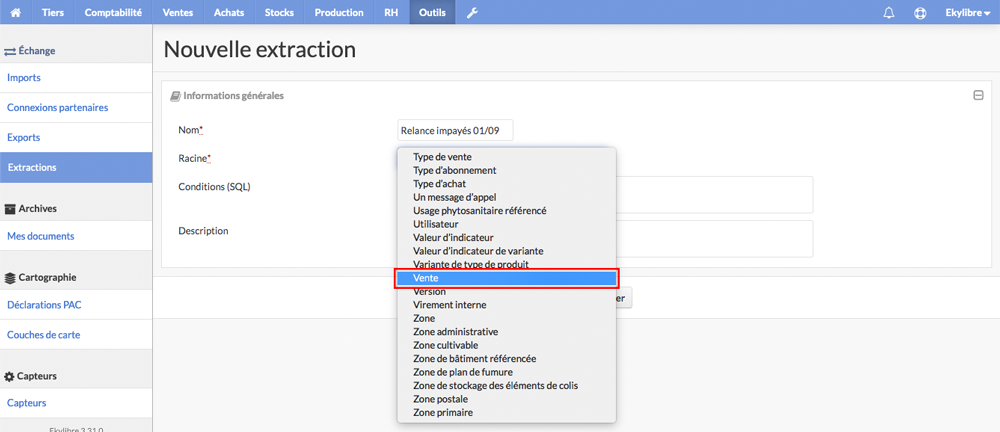 Tiers Comptabilité Ventes Achats Stocks Production RH Outils Ekylibre
Échange
Imports
Connexions partenaires
Exports
Extractions
Archives
Mes documents
Cartographie
Déclarations PAC
Couches de carte
Capteurs
Capteurs
Ekylibre 3.31.0
Nouvelle extraction
Informations générales
Nom* Relance impayés 01/09
Racine*
Conditions (SQL)
Description
Type de vente
Type d'abonnement
Type d'achat
Un message d'appel
Usage phytosanitaire référencé
Utilisateur
Valeur d'indicateur
Valeur d'indicateur de variante
Variante de type de produit
Vente
Version
Virement interne
Zone
Zone administrative
Zone cultivable
Zone de bâtiment référencée
Zone de plan de fumure
Zone de stockage des éléments de colis
Zone postale
Zone primaire
er